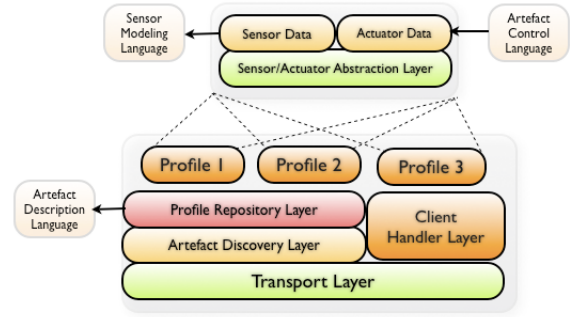 Sensor
Modeling
Language
Sensor Data
Actuator Data
Artefact
Control
Language
Sensor/Actuator Abstraction Layer
Profile 1
Profile 2
Profile 3
Artefact
Description
Language
Profile Repository Layer
Client
Handler Layer
Artefact Discovery Layer
Transport Layer